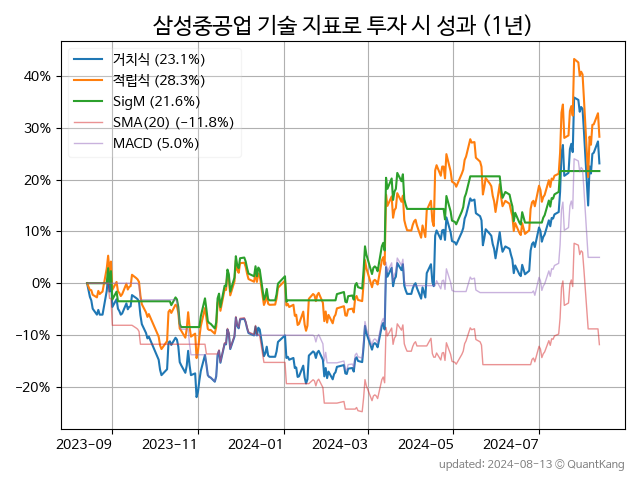 삼성중공업 기술 지표로 투자 시 성과 (1년)
거치식 (23.1%)
적립식 (28.3%)
SigM (21.6%)
SMA(20) (−11.8%)
MACD (5.0%)
40%
30%
20%
10%
0%
−10%
−20%
2023-09 2023-11 2024-01 2024-03 2024-05 2024-07
updated: 2024-08-13 © QuantKang